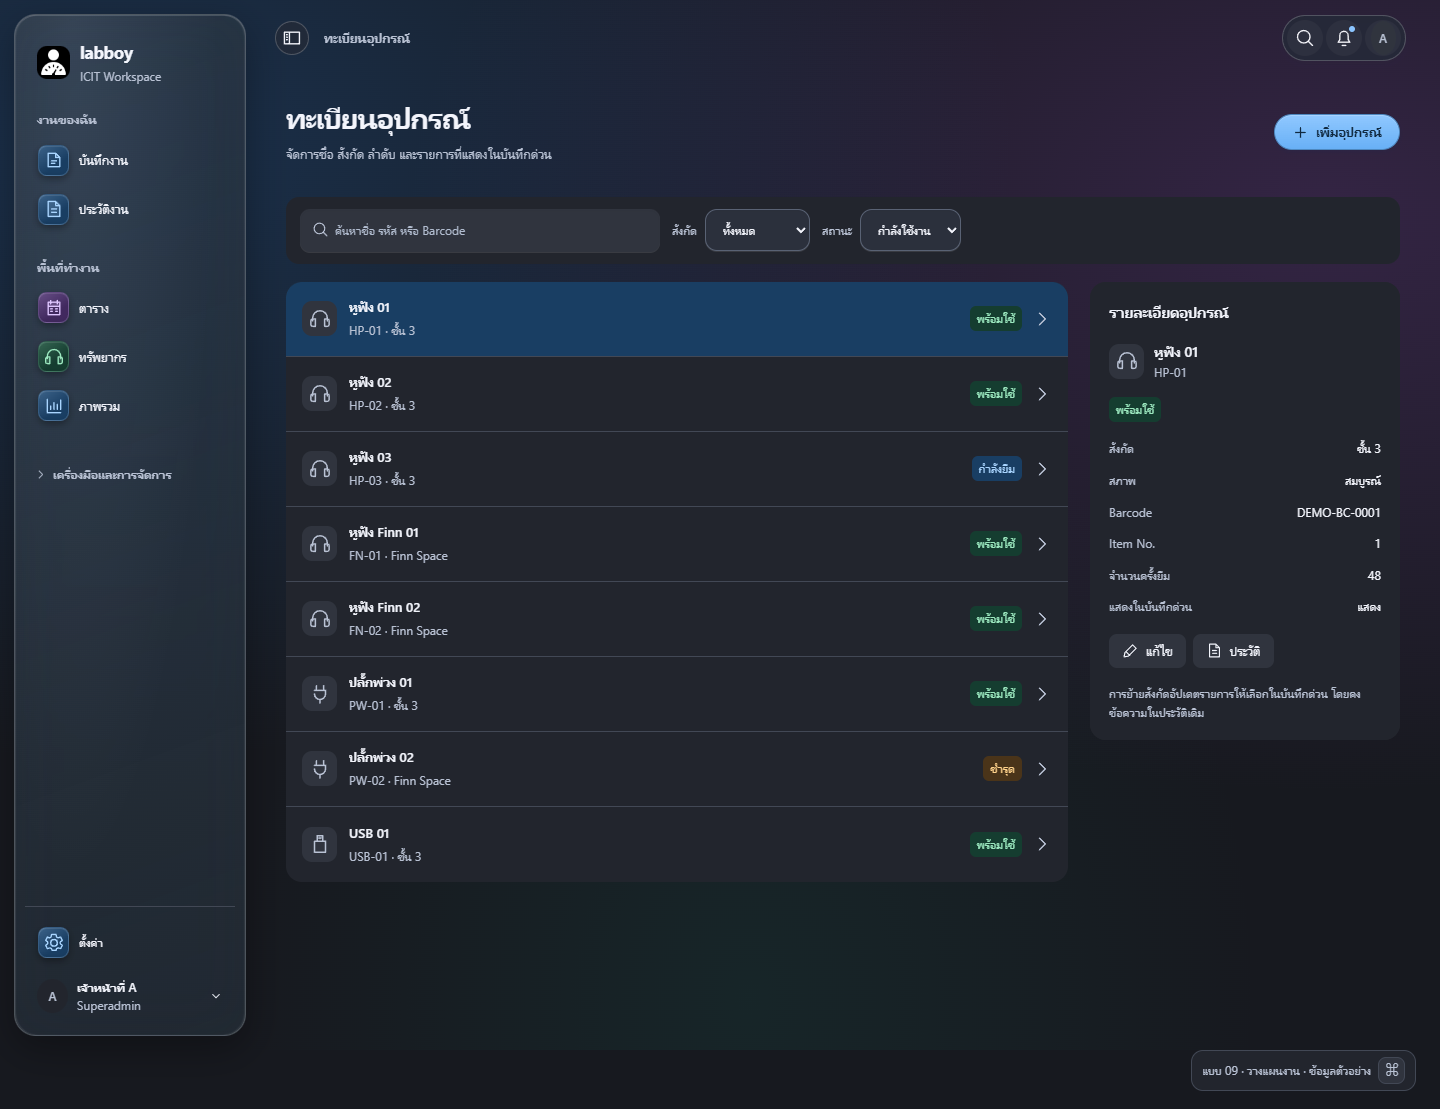 labboy
ICIT Workspace
งานของฉัน
บันทึกงาน
ประวัติงาน
พื้นที่ทำงาน
ตาราง
ทรัพยากร
ภาพรวม
เครื่องมือและการจัดการ
ตั้งค่า
A
เจ้าหน้าที่ A
Superadmin
ทะเบียนอุปกรณ์
A
ทะเบียนอุปกรณ์
จัดการชื่อ สังกัด ลำดับ และรายการที่แสดงในบันทึกด่วน
เพิ่มอุปกรณ์
ค้นหาชื่อ รหัส หรือ Barcode
สังกัด
ทั้งหมด
สถานะ
กำลังใช้งาน
หูฟัง 01
HP-01 · ชั้น 3
พร้อมใช้
หูฟัง 02
HP-02 · ชั้น 3
พร้อมใช้
หูฟัง 03
HP-03 · ชั้น 3
กำลังยืม
หูฟัง Finn 01
FN-01 · Finn Space
พร้อมใช้
หูฟัง Finn 02
FN-02 · Finn Space
พร้อมใช้
ปลั๊กพ่วง 01
PW-01 · ชั้น 3
พร้อมใช้
ปลั๊กพ่วง 02
PW-02 · Finn Space
ชำรุด
USB 01
USB-01 · ชั้น 3
พร้อมใช้
รายละเอียดอุปกรณ์
หูฟัง 01
HP-01
พร้อมใช้
สังกัด ชั้น 3
สภาพ สมบูรณ์
Barcode DEMO-BC-0001
Item No. 1
จำนวนครั้งยืม 48
แสดงในบันทึกด่วน แสดง
แก้ไข
ประวัติ
การย้ายสังกัดอัปเดตรายการให้เลือกในบันทึกด่วน โดยคง
ข้อความในประวัติเดิม
แบบ 09 · วางแผนงาน · ข้อมูลตัวอย่าง ⌘